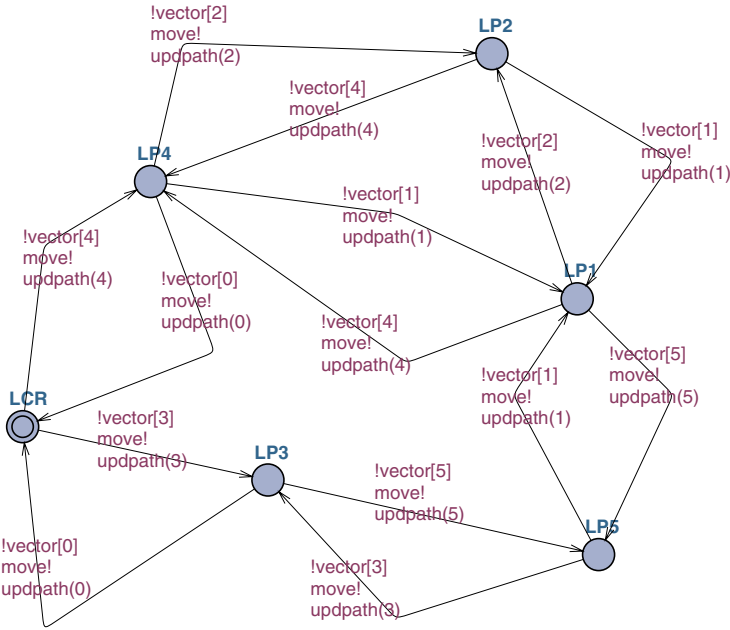 !vector[2]
move!
updpath(2)
LP2
!vector[4]
move!
updpath(4)
!vector[2]
move!
updpath(2)
!vector[1]
move!
updpath(1)
LP4
!vector[1]
move!
updpath(1)
!vector[4]
move!
updpath(4)
!vector[0]
move!
updpath(0)
LP1
!vector[4]
move!
updpath(4)
!vector[1]
move!
updpath(1)
!vector[5]
move!
updpath(5)
LCR
!vector[3]
move!
updpath(3)
LP3
!vector[5]
move!
updpath(5)
LP5
!vector[0]
move!
updpath(0)
!vector[3]
move!
updpath(3)